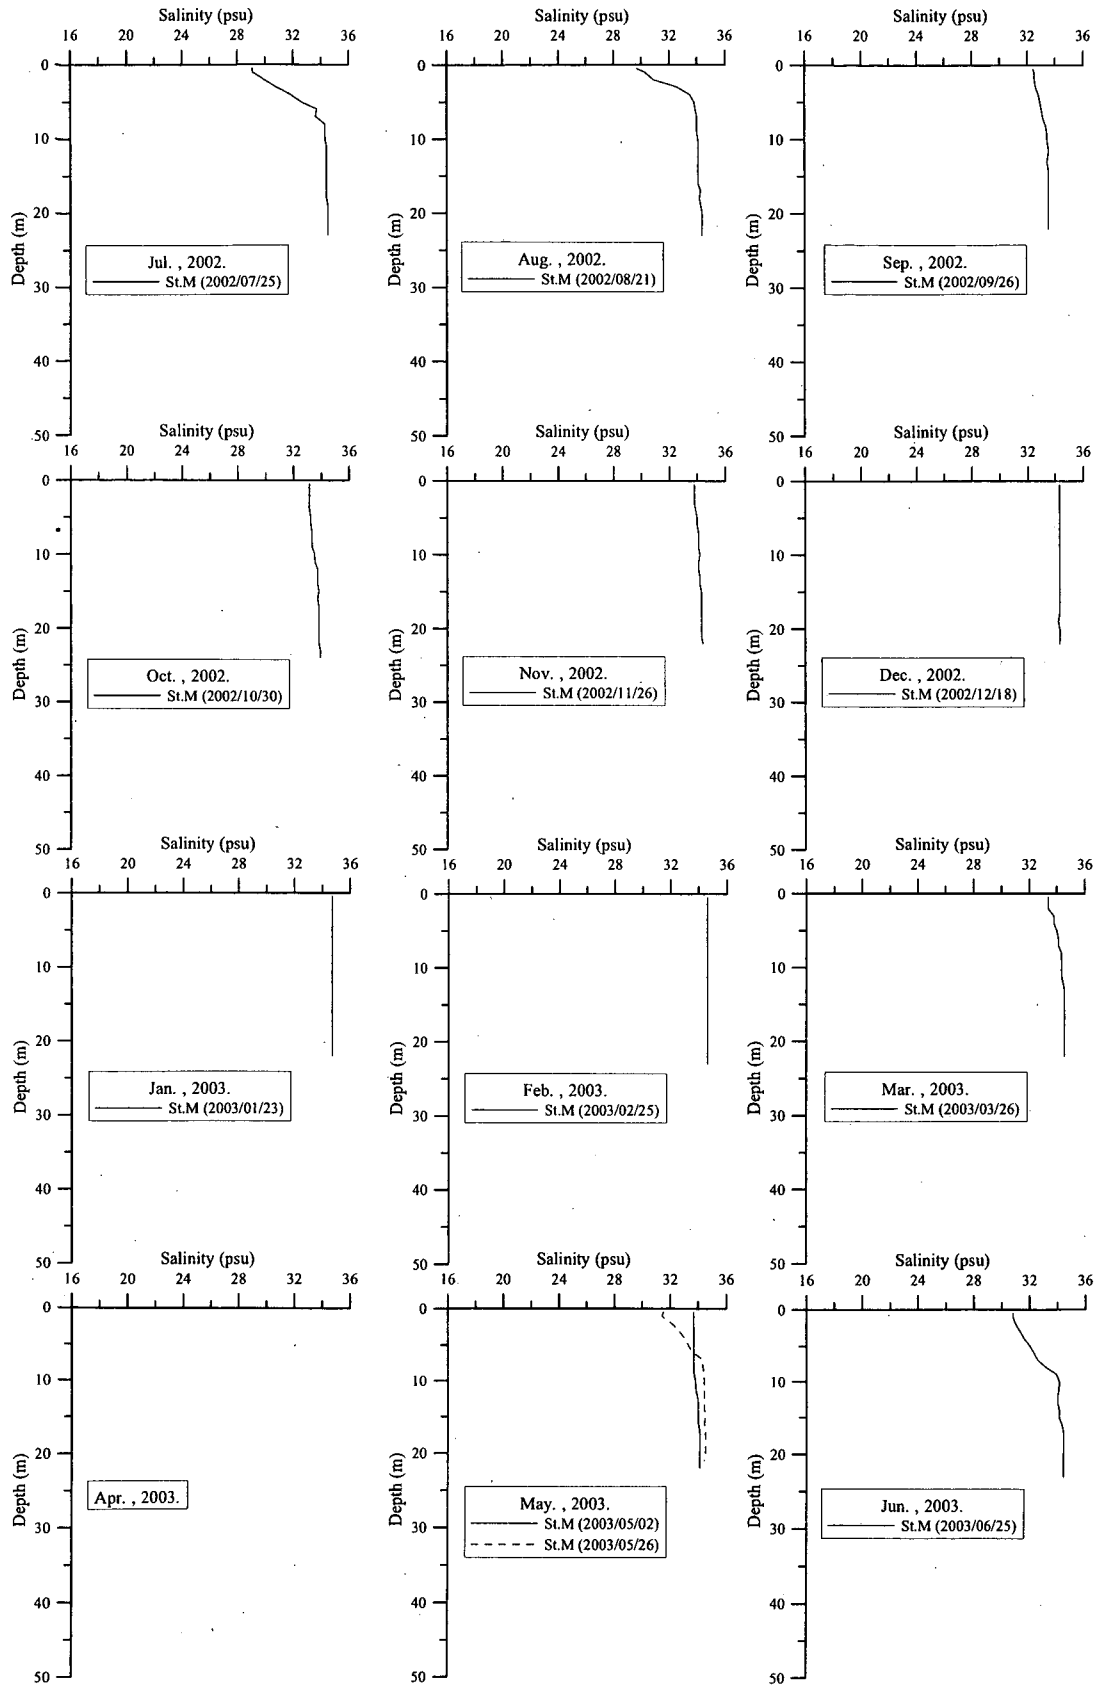 Salinity (psu)
16 20 24 28 32 36
0
10
20
30
40
50
Depth (m)
Jul. , 2002.
St.M (2002/07/25)
Salinity (psu)
16 20 24 28 32 36
0
10
20
30
40
50
Depth (m)
Aug. , 2002.
St.M (2002/08/21)
Salinity (psu)
16 20 24 28 32 36
0
10
20
30
40
50
Depth (m)
Sep. , 2002.
St.M (2002/09/26)
Salinity (psu)
16 20 24 28 32 36
0
10
20
30
40
50
Depth (m)
Oct. , 2002.
St.M (2002/10/30)
Salinity (psu)
16 20 24 28 32 36
0
10
20
30
40
50
Depth (m)
Nov. , 2002.
St.M (2002/11/26)
Salinity (psu)
16 20 24 28 32 36
0
10
20
30
40
50
Depth (m)
Dec. , 2002.
St.M (2002/12/18)
Salinity (psu)
16 20 24 28 32 36
0
10
20
30
40
50
Depth (m)
Jan. , 2003.
St.M (2003/01/23)
Salinity (psu)
16 20 24 28 32 36
0
10
20
30
40
50
Depth (m)
Feb. , 2003.
St.M (2003/02/25)
Salinity (psu)
16 20 24 28 32 36
0
10
20
30
40
50
Depth (m)
Mar. , 2003.
St.M (2003/03/26)
Salinity (psu)
16 20 24 28 32 36
0
10
20
30
40
50
Depth (m)
Apr. , 2003.
Salinity (psu)
16 20 24 28 32 36
0
10
20
30
40
50
Depth (m)
May. , 2003.
St.M (2003/05/02)
St.M (2003/05/26)
Salinity (psu)
16 20 24 28 32 36
0
10
20
30
40
50
Depth (m)
Jun. , 2003.
St.M (2003/06/25)